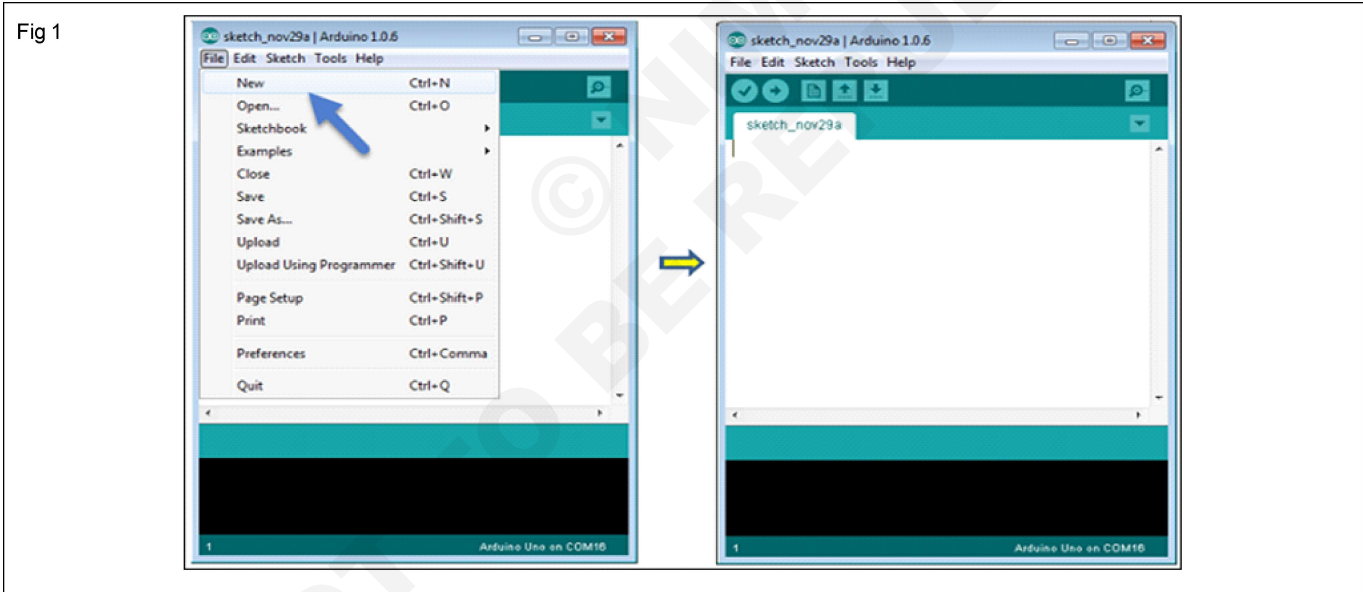 Fig 1
sketch_nov29a | Arduino 1.0.6
File Edit Sketch Tools Help
New Ctrl+N
Open... Ctrl+O
Sketchbook
Examples
Close Ctrl+W
Save Ctrl+S
Save As... Ctrl+Shift+S
Upload Ctrl+U
Upload Using Programmer Ctrl+Shift+U
Page Setup Ctrl+Shift+P
Print Ctrl+P
Preferences Ctrl+Comma
Quit Ctrl+Q
1 Arduino Uno on COM16
sketch_nov29a | Arduino 1.0.6
File Edit Sketch Tools Help
sketch_nov29a
1 Arduino Uno on COM16
©
TO BE